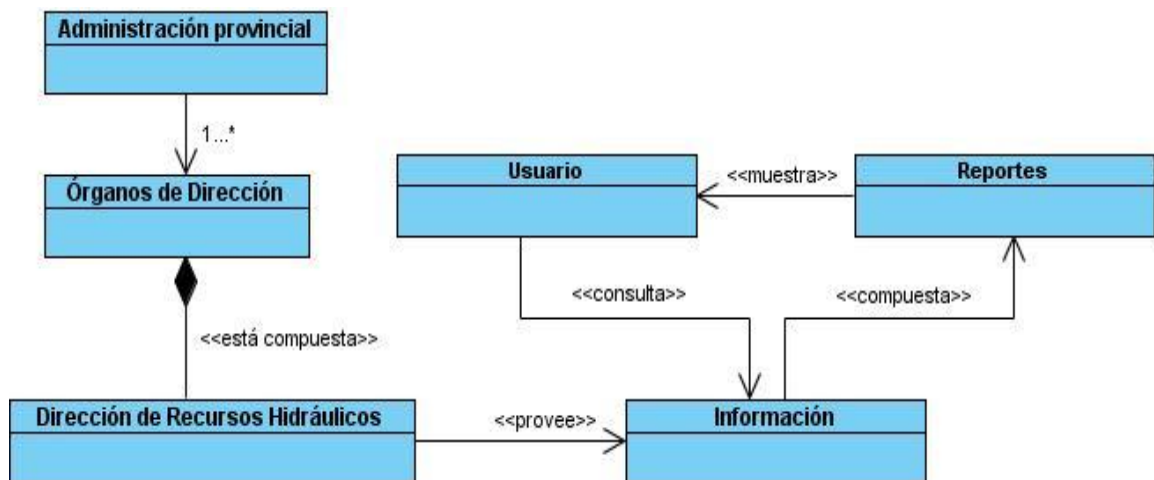 Administración provincial
1...*
Órganos de Dirección
Usuario
<<muestra>>
Reportes
<<consulta>>
<<compuesta>>
<<está compuesta>>
Dirección de Recursos Hidráulicos
<<provee>>
Información